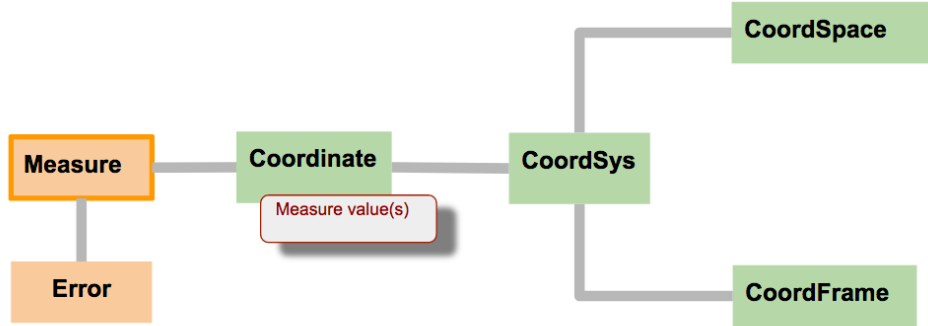 CoordSpace
Measure
Coordinate
CoordSys
Measure value(s)
Error
CoordFrame